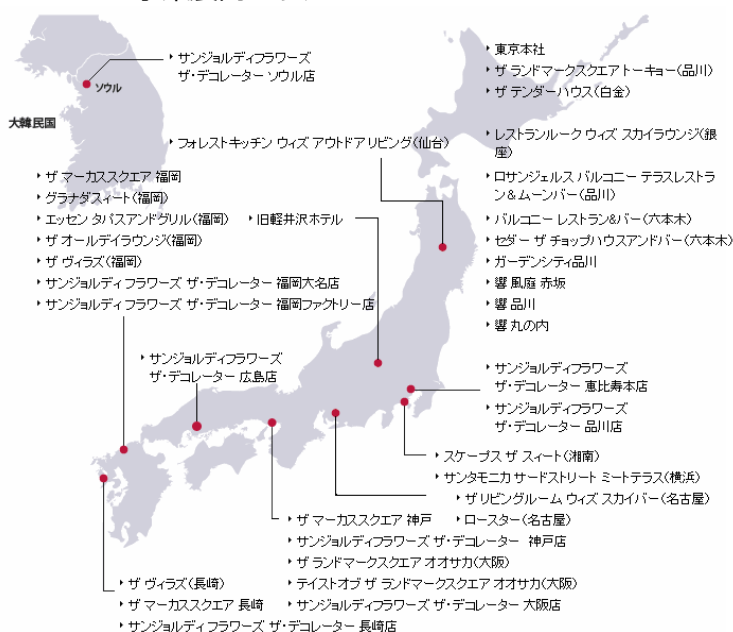 サンジョルディフラワーズ
ザ・デコレーター ソウル店
ソウル
大韓民国
東京本社
ザ ランドマークスクエアトーキョー(品川)
ザ テンダーハウス(白金)
レストランルーク ウィズ スカイラウンジ(銀
座)
ロサンジェルス バルコニー テラスレストラ
ン&ムーンバー(品川)
バルコニー レストラン&バー(六本木)
セダー ザ チョップハウスアンドバー(六本木)
ガーデンシティ品川
響 風庭 赤坂
響 品川
響 丸の内
フォレストキッチン ウィズ アウトドアリビング(仙台)
ザ マーカススクエア 福岡
グラナダスィート(福岡)
エッセン タパスアンドグリル(福岡)
ザ オールデイラウンジ(福岡)
ザ ヴィラズ(福岡)
サンジョルディフラワーズ ザ・デコレーター 福岡大名店
サンジョルディフラワーズ ザ・デコレーター 福岡ファクトリー店
旧軽井沢ホテル
サンジョルディフラワーズ
ザ・デコレーター 広島店
サンジョルディフラワーズ
ザ・デコレーター 恵比寿本店
サンジョルディフラワーズ
ザ・デコレーター 品川店
スケープス ザ スィート(湘南)
サンタモニカ サードストリート ミートテラス(横浜)
ザ リビングルーム ウィズ スカイバー(名古屋)
ロースター(名古屋)
ザ マーカススクエア 神戸
サンジョルディフラワーズ ザ・デコレーター 神戸店
ザ ランドマークスクエア オオサカ(大阪)
テイストオブ ザ ランドマークスクエア オオサカ(大阪)
サンジョルディフラワーズ ザ・デコレーター 大阪店
ザ ヴィラズ(長崎)
ザ マーカススクエア 長崎
サンジョルディフラワーズ ザ・デコレーター 長崎店